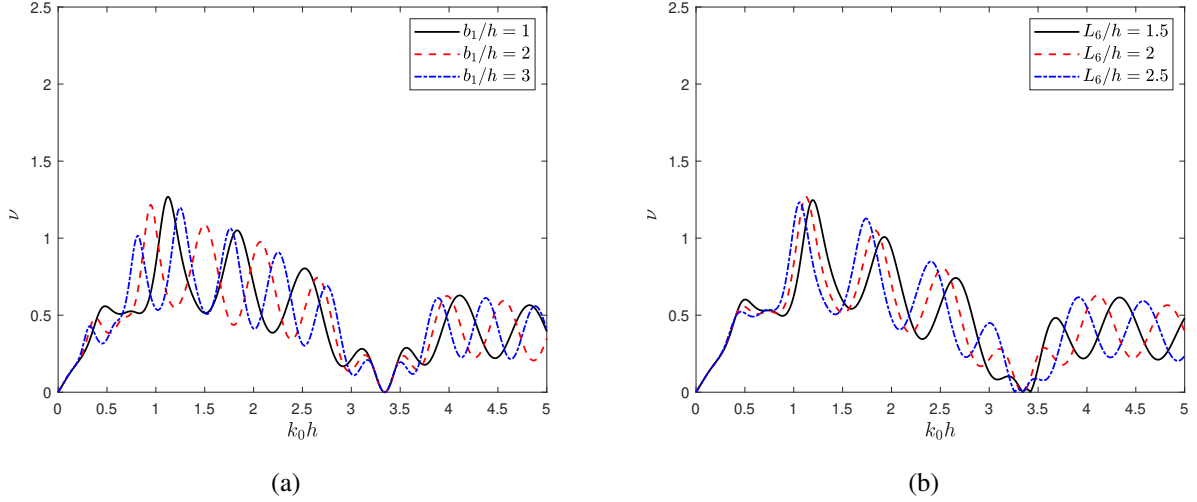 2.5
2
1.5
1
0.5
0
ν
b₁/h = 1
b₁/h = 2
b₁/h = 3
0 0.5 1 1.5 2 2.5 3 3.5 4 4.5 5
k₀h
(a)
2.5
2
1.5
1
0.5
0
ν
L₆/h = 1.5
L₆/h = 2
L₆/h = 2.5
0 0.5 1 1.5 2 2.5 3 3.5 4 4.5 5
k₀h
(b)